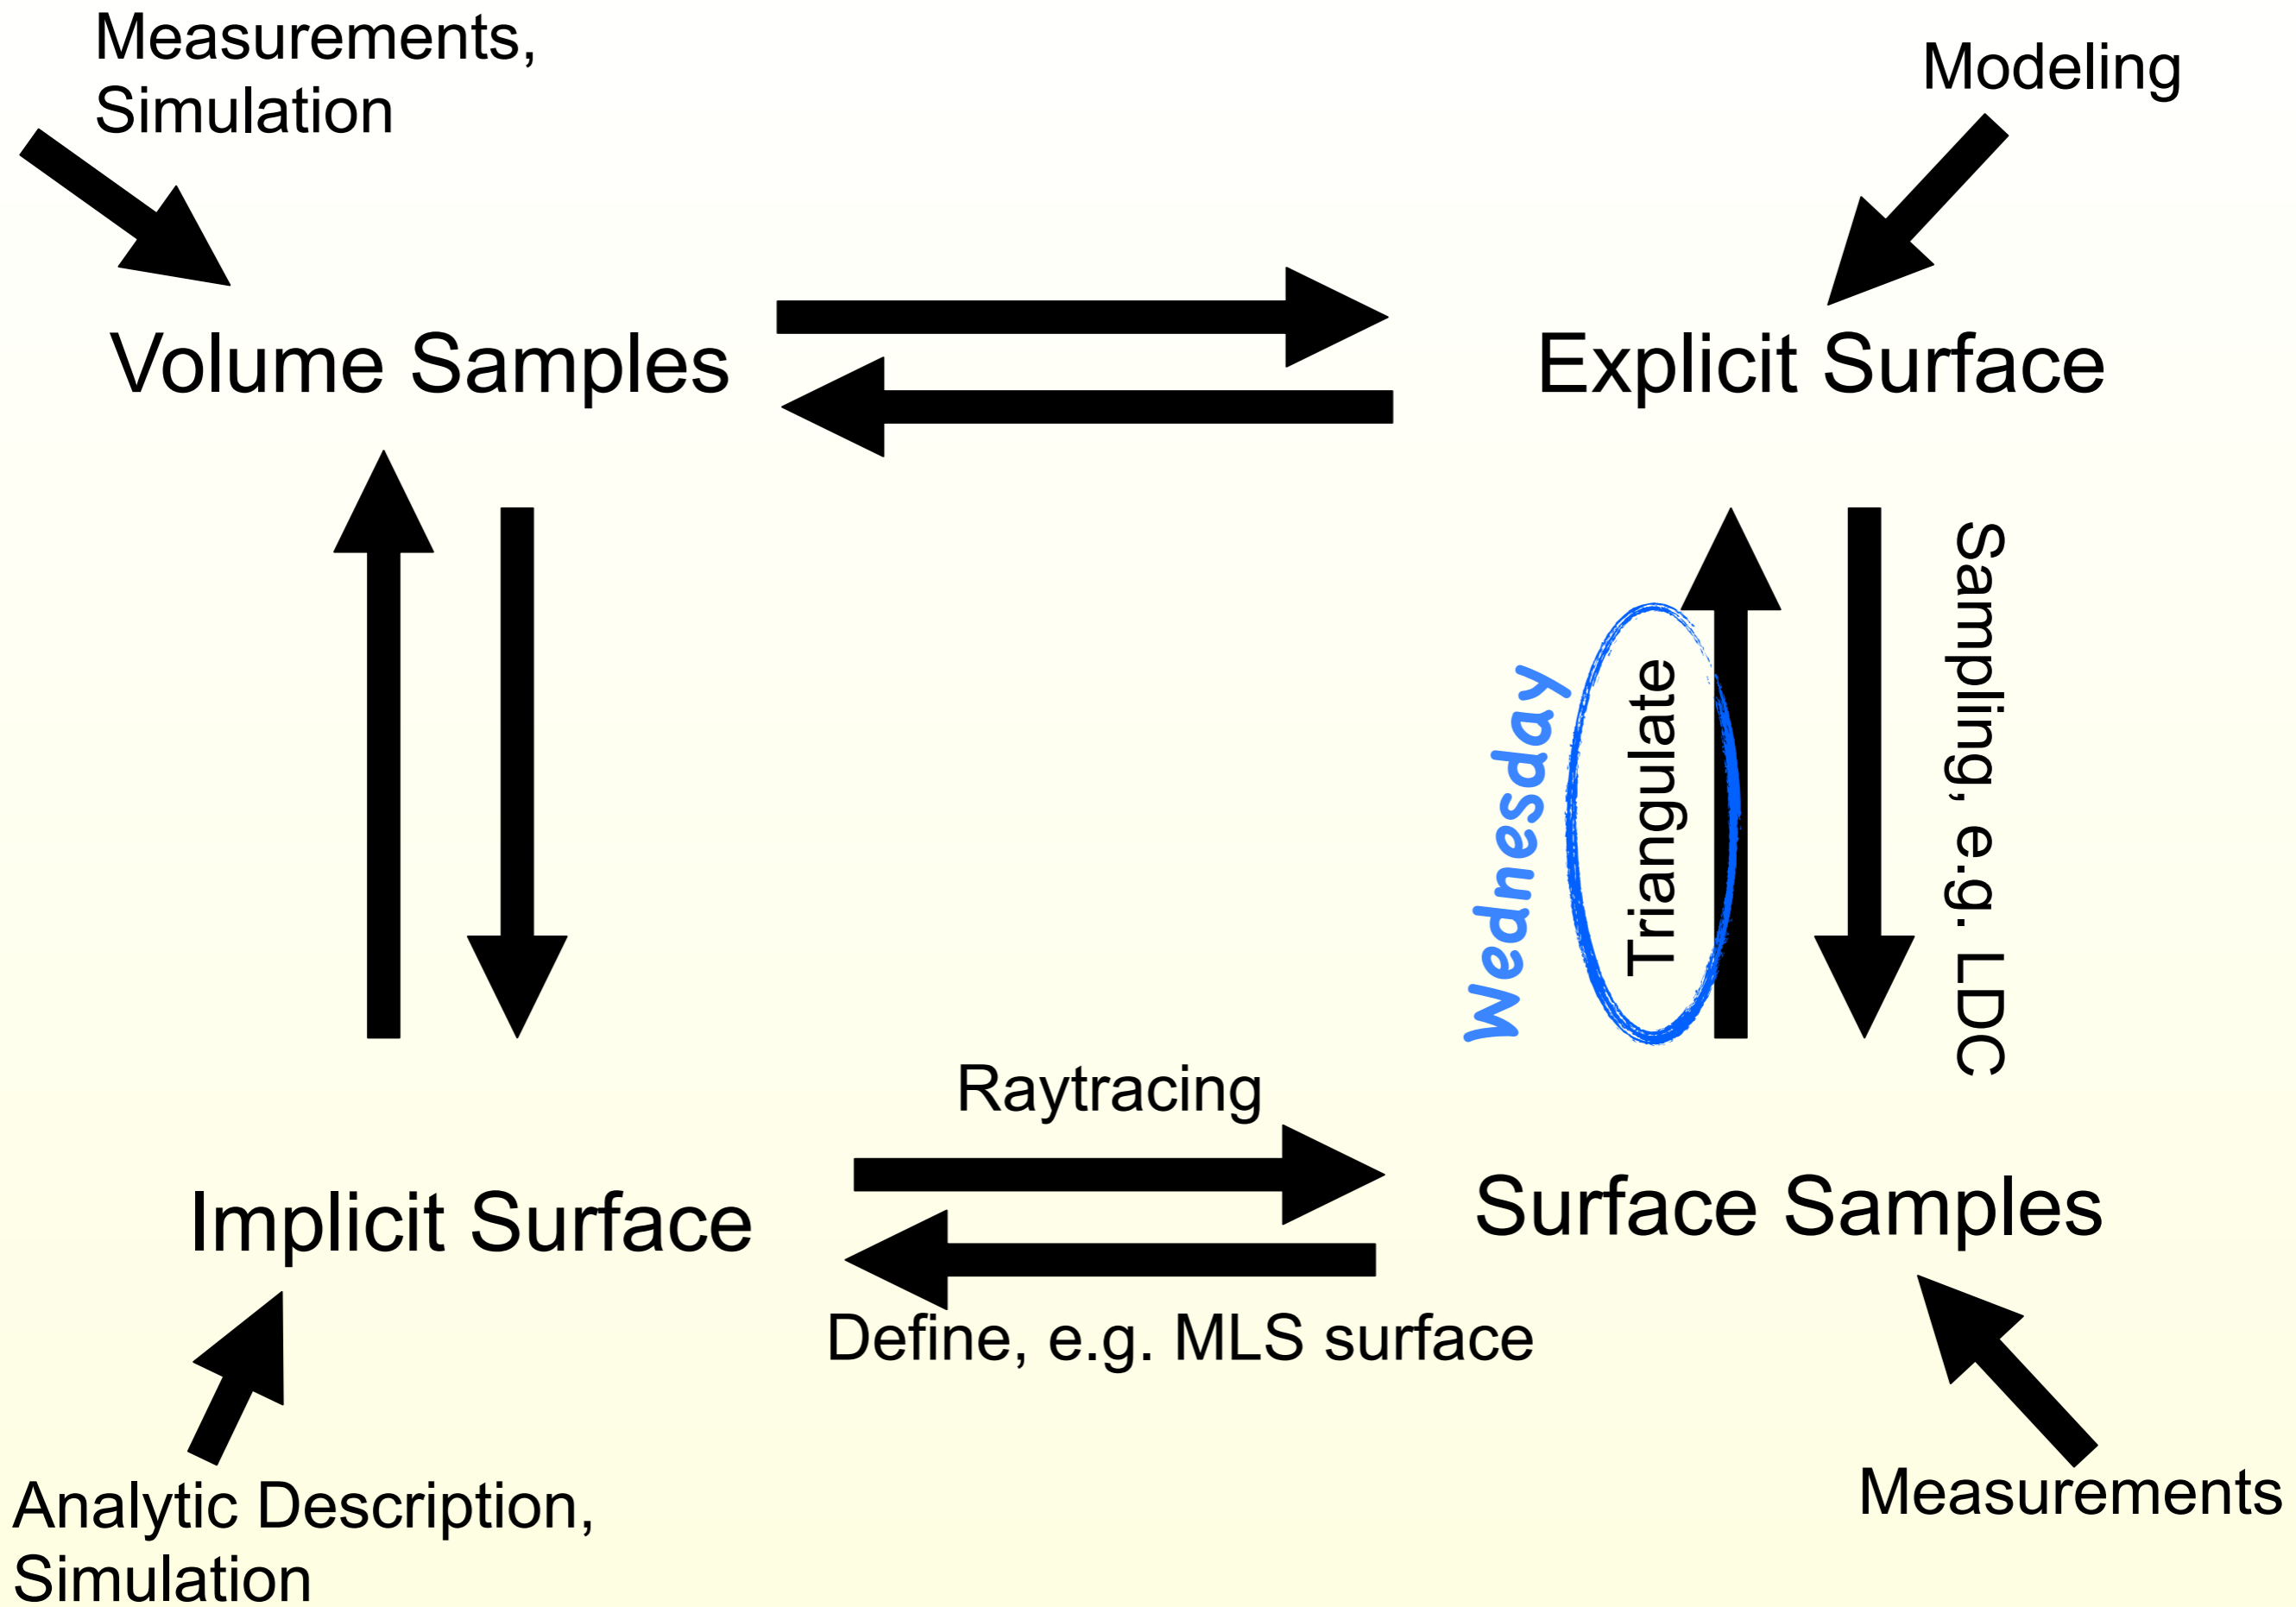 Measurements,
Simulation
Modeling
Volume Samples
Explicit Surface
Wednesday
Triangulate
Sampling, e.g. LDC
Raytracing
Implicit Surface
Surface Samples
Define, e.g. MLS surface
Analytic Description,
Simulation
Measurements